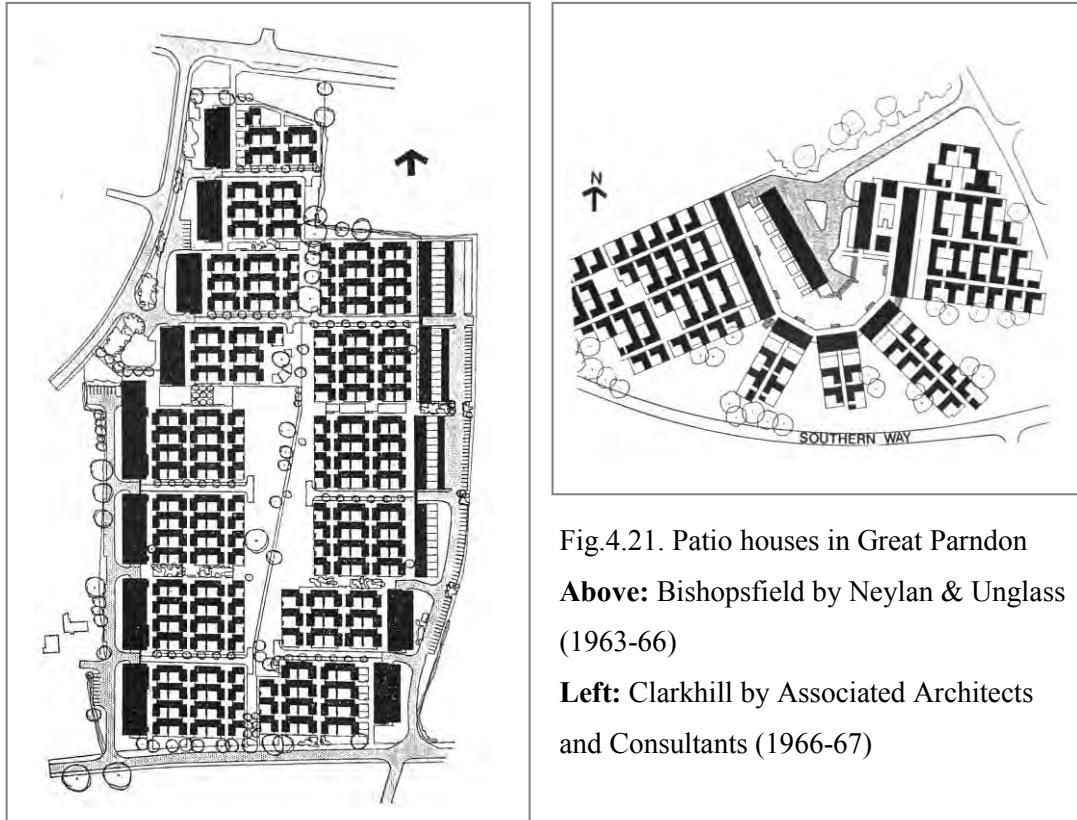 N
SOUTHERN WAY
Fig.4.21. Patio houses in Great Parndon
Above: Bishopsfield by Neylan & Unglass
(1963-66)
Left: Clarkhill by Associated Architects
and Consultants (1966-67)